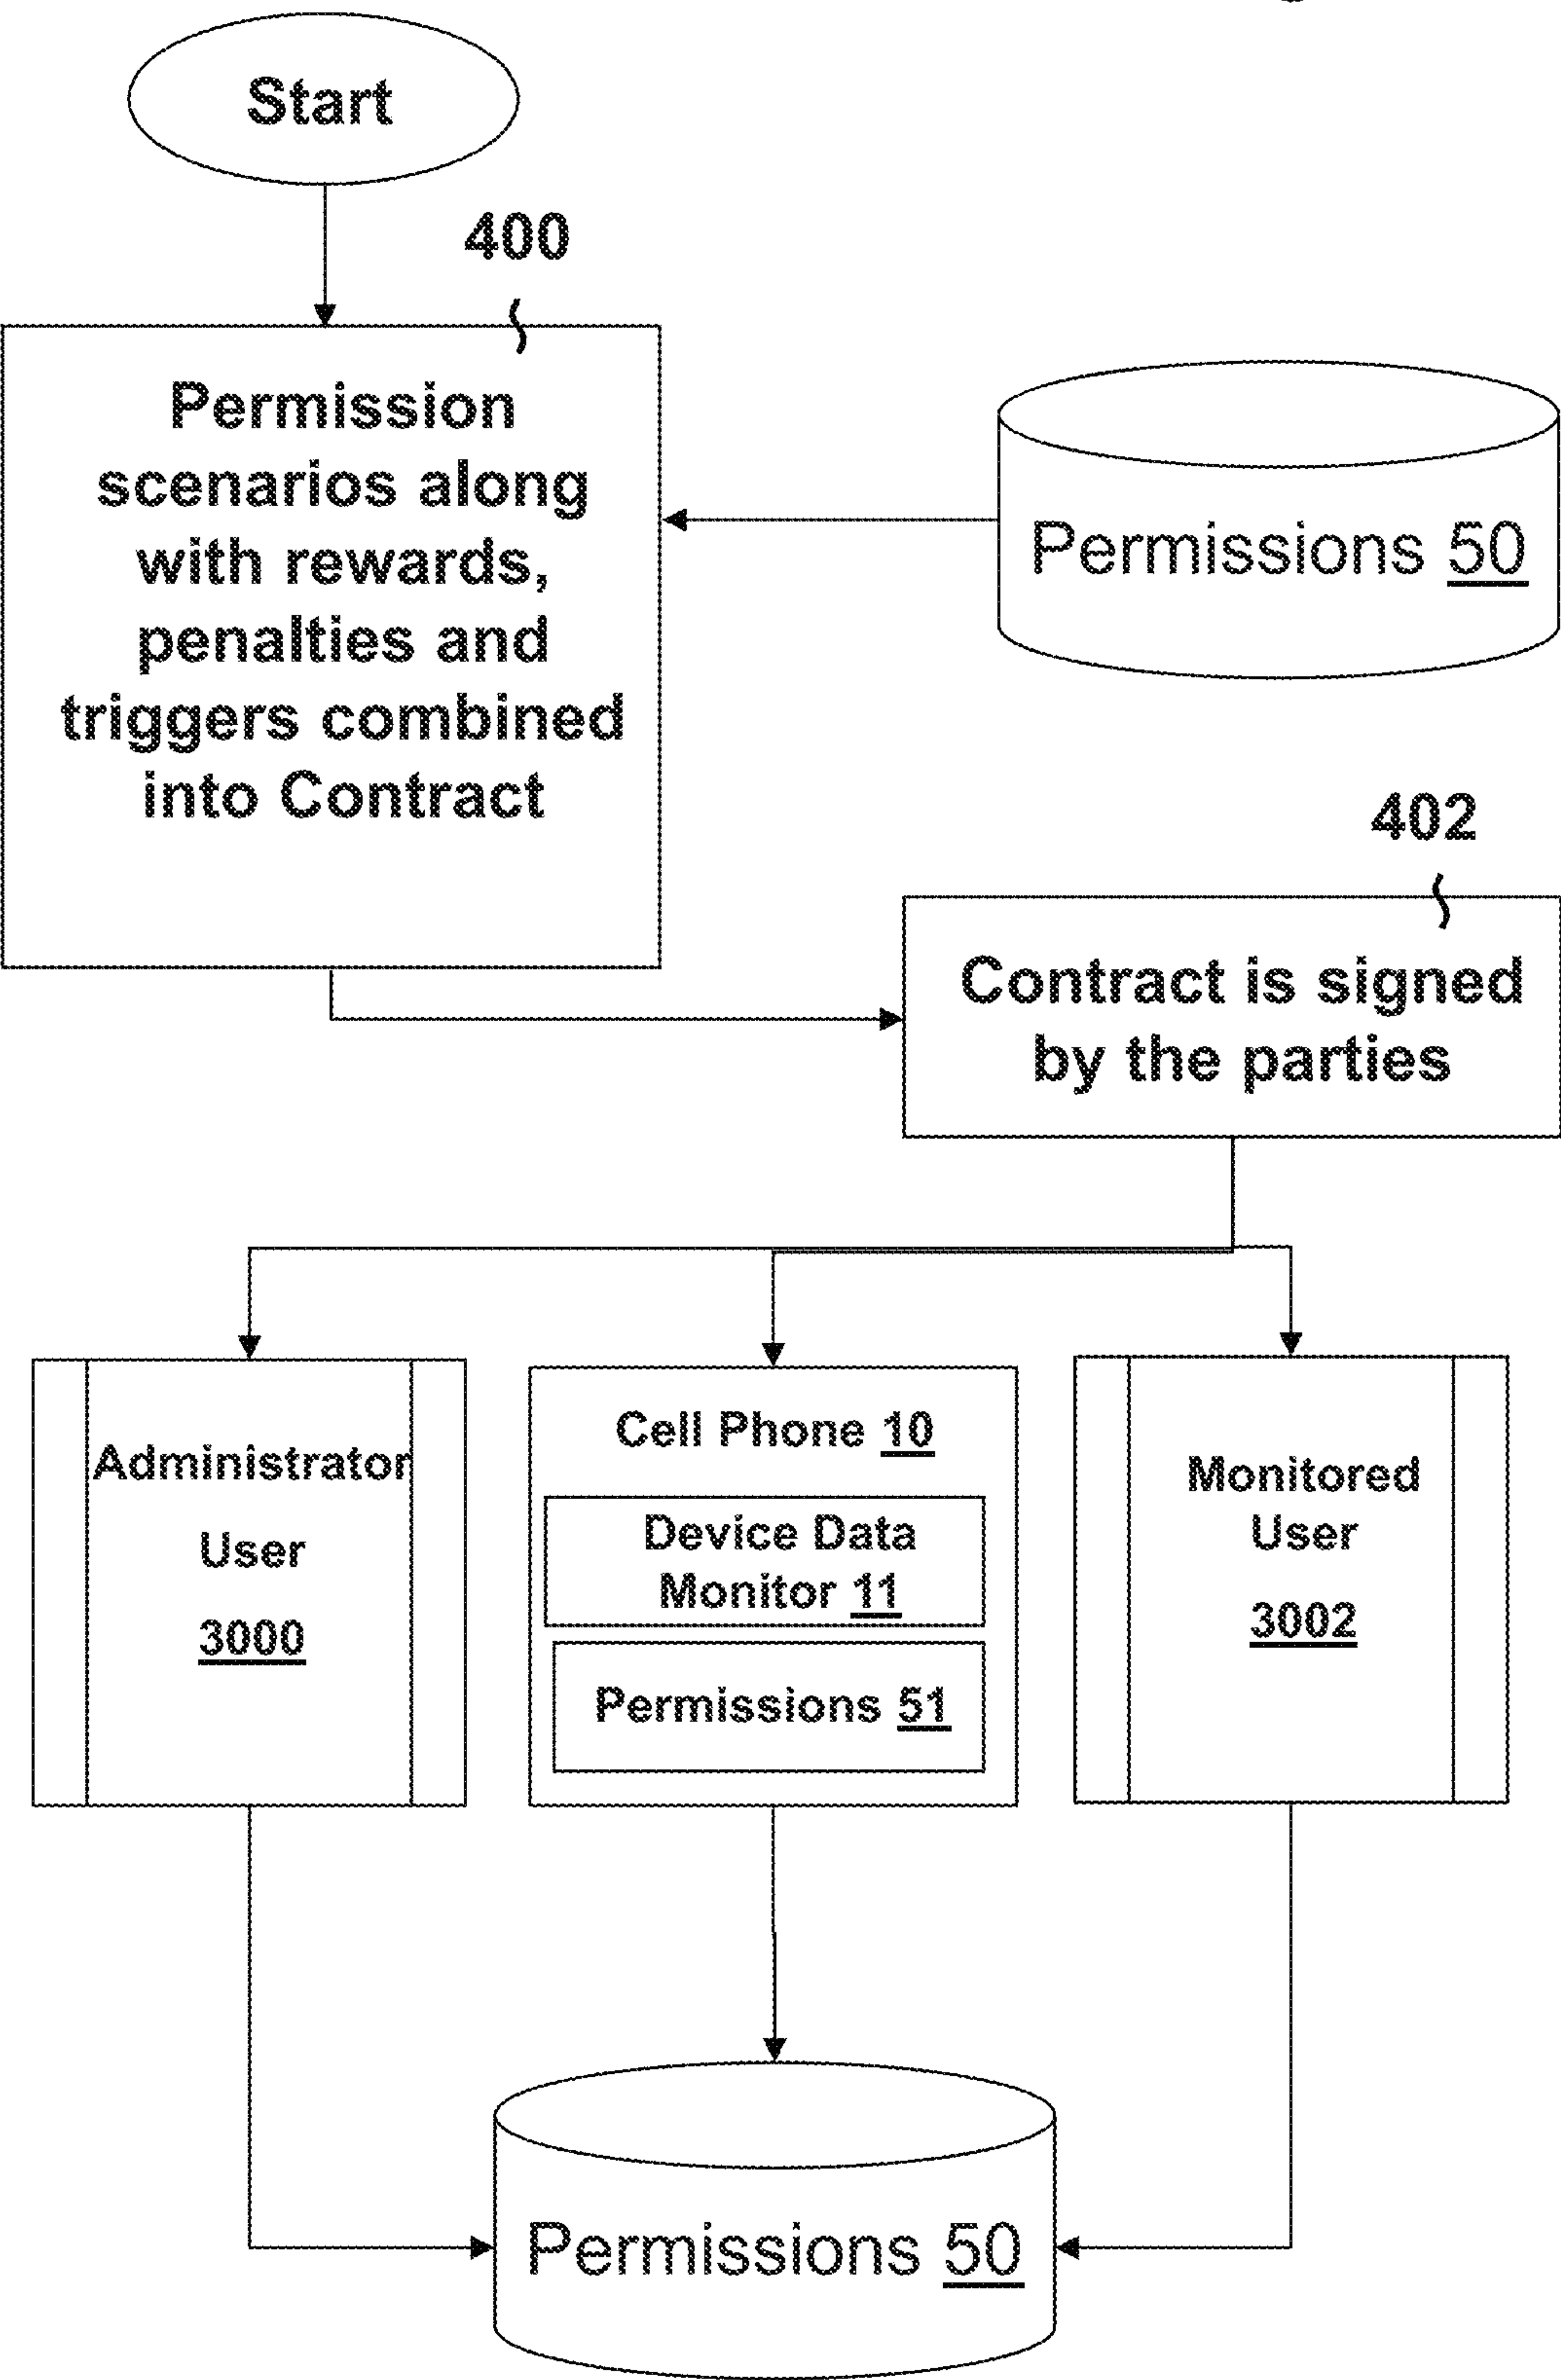 Start
400
Permission
scenarios along
with rewards,
penalties and
triggers combined
into Contract
Permissions 50
402
Contract is signed
by the parties
Administrator
User
3000
Cell Phone 10
Device Data
Monitor 11
Permissions 51
Monitored
User
3002
Permissions 50